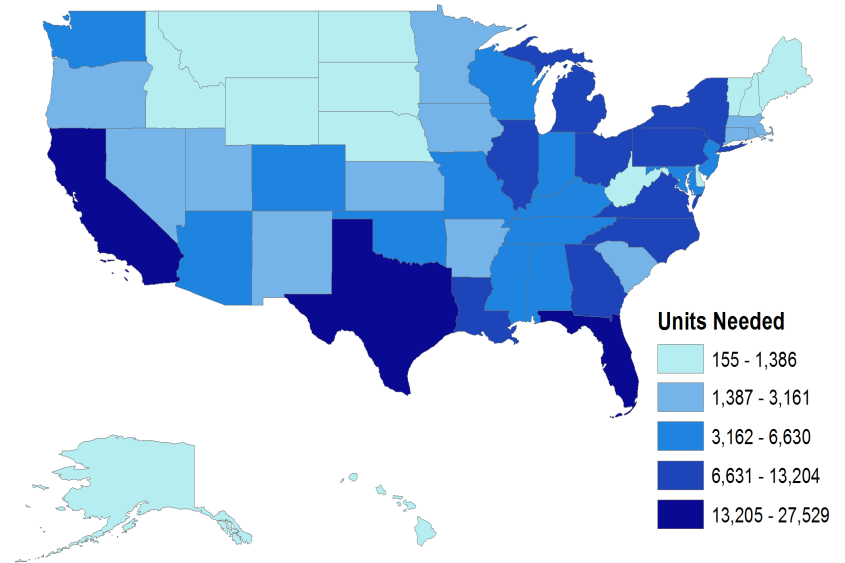 Units Needed
155 - 1,386
1,387 - 3,161
3,162 - 6,630
6,631 - 13,204
13,205 - 27,529